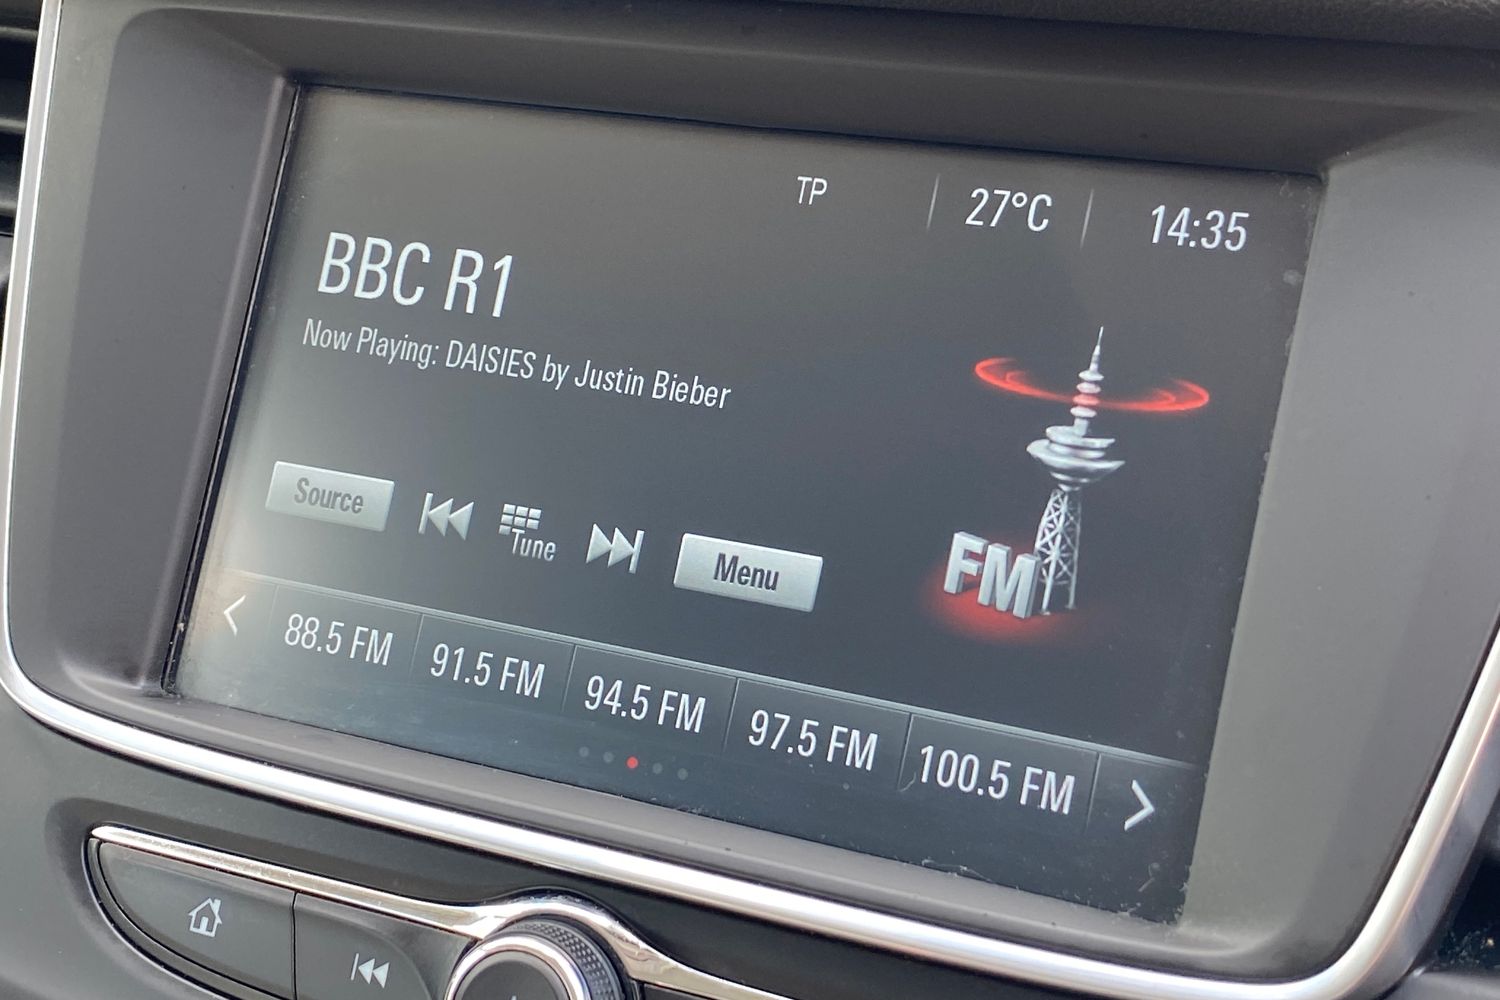 TP 27°C 14:35
BBC R1
Now Playing: DAISIES by Justin Bieber
Source
Tune
Menu
FM
88.5 FM
91.5 FM
94.5 FM
97.5 FM
100.5 FM